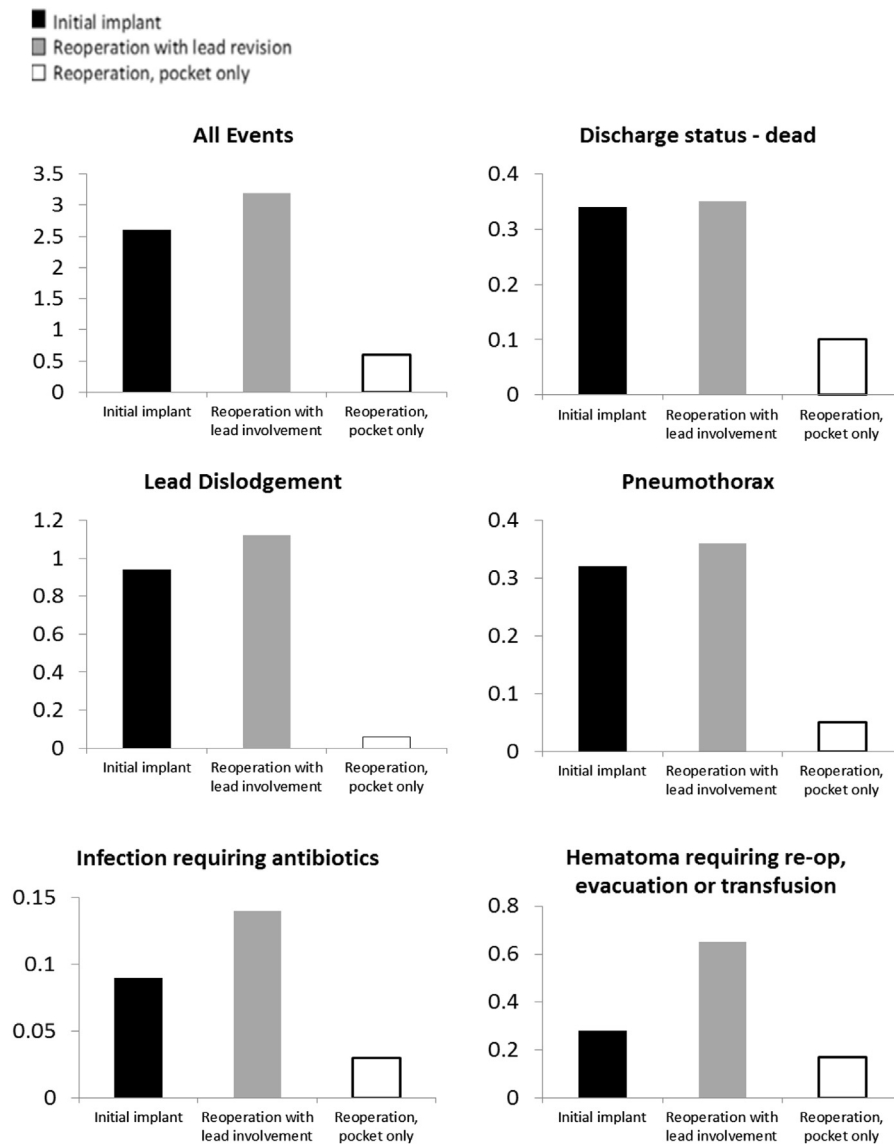 Initial implant
Reoperation with lead revision
Reoperation, pocket only
All Events
3.5
3
2.5
2
1.5
1
0.5
0
Initial implant
Reoperation with
lead involvement
Reoperation,
pocket only
Discharge status - dead
0.4
0.3
0.2
0.1
0
Initial implant
Reoperation with
lead involvement
Reoperation,
pocket only
Lead Dislodgement
1.2
1
0.8
0.6
0.4
0.2
0
Initial implant
Reoperation with
lead involvement
Reoperation,
pocket only
Pneumothorax
0.4
0.3
0.2
0.1
0
Initial implant
Reoperation with
lead involvement
Reoperation,
pocket only
Infection requiring antibiotics
0.15
0.1
0.05
0
Initial implant
Reoperation with
lead involvement
Reoperation,
pocket only
Hematoma requiring re-op,
evacuation or transfusion
0.8
0.6
0.4
0.2
0
Initial implant
Reoperation with
lead involvement
Reoperation,
pocket only